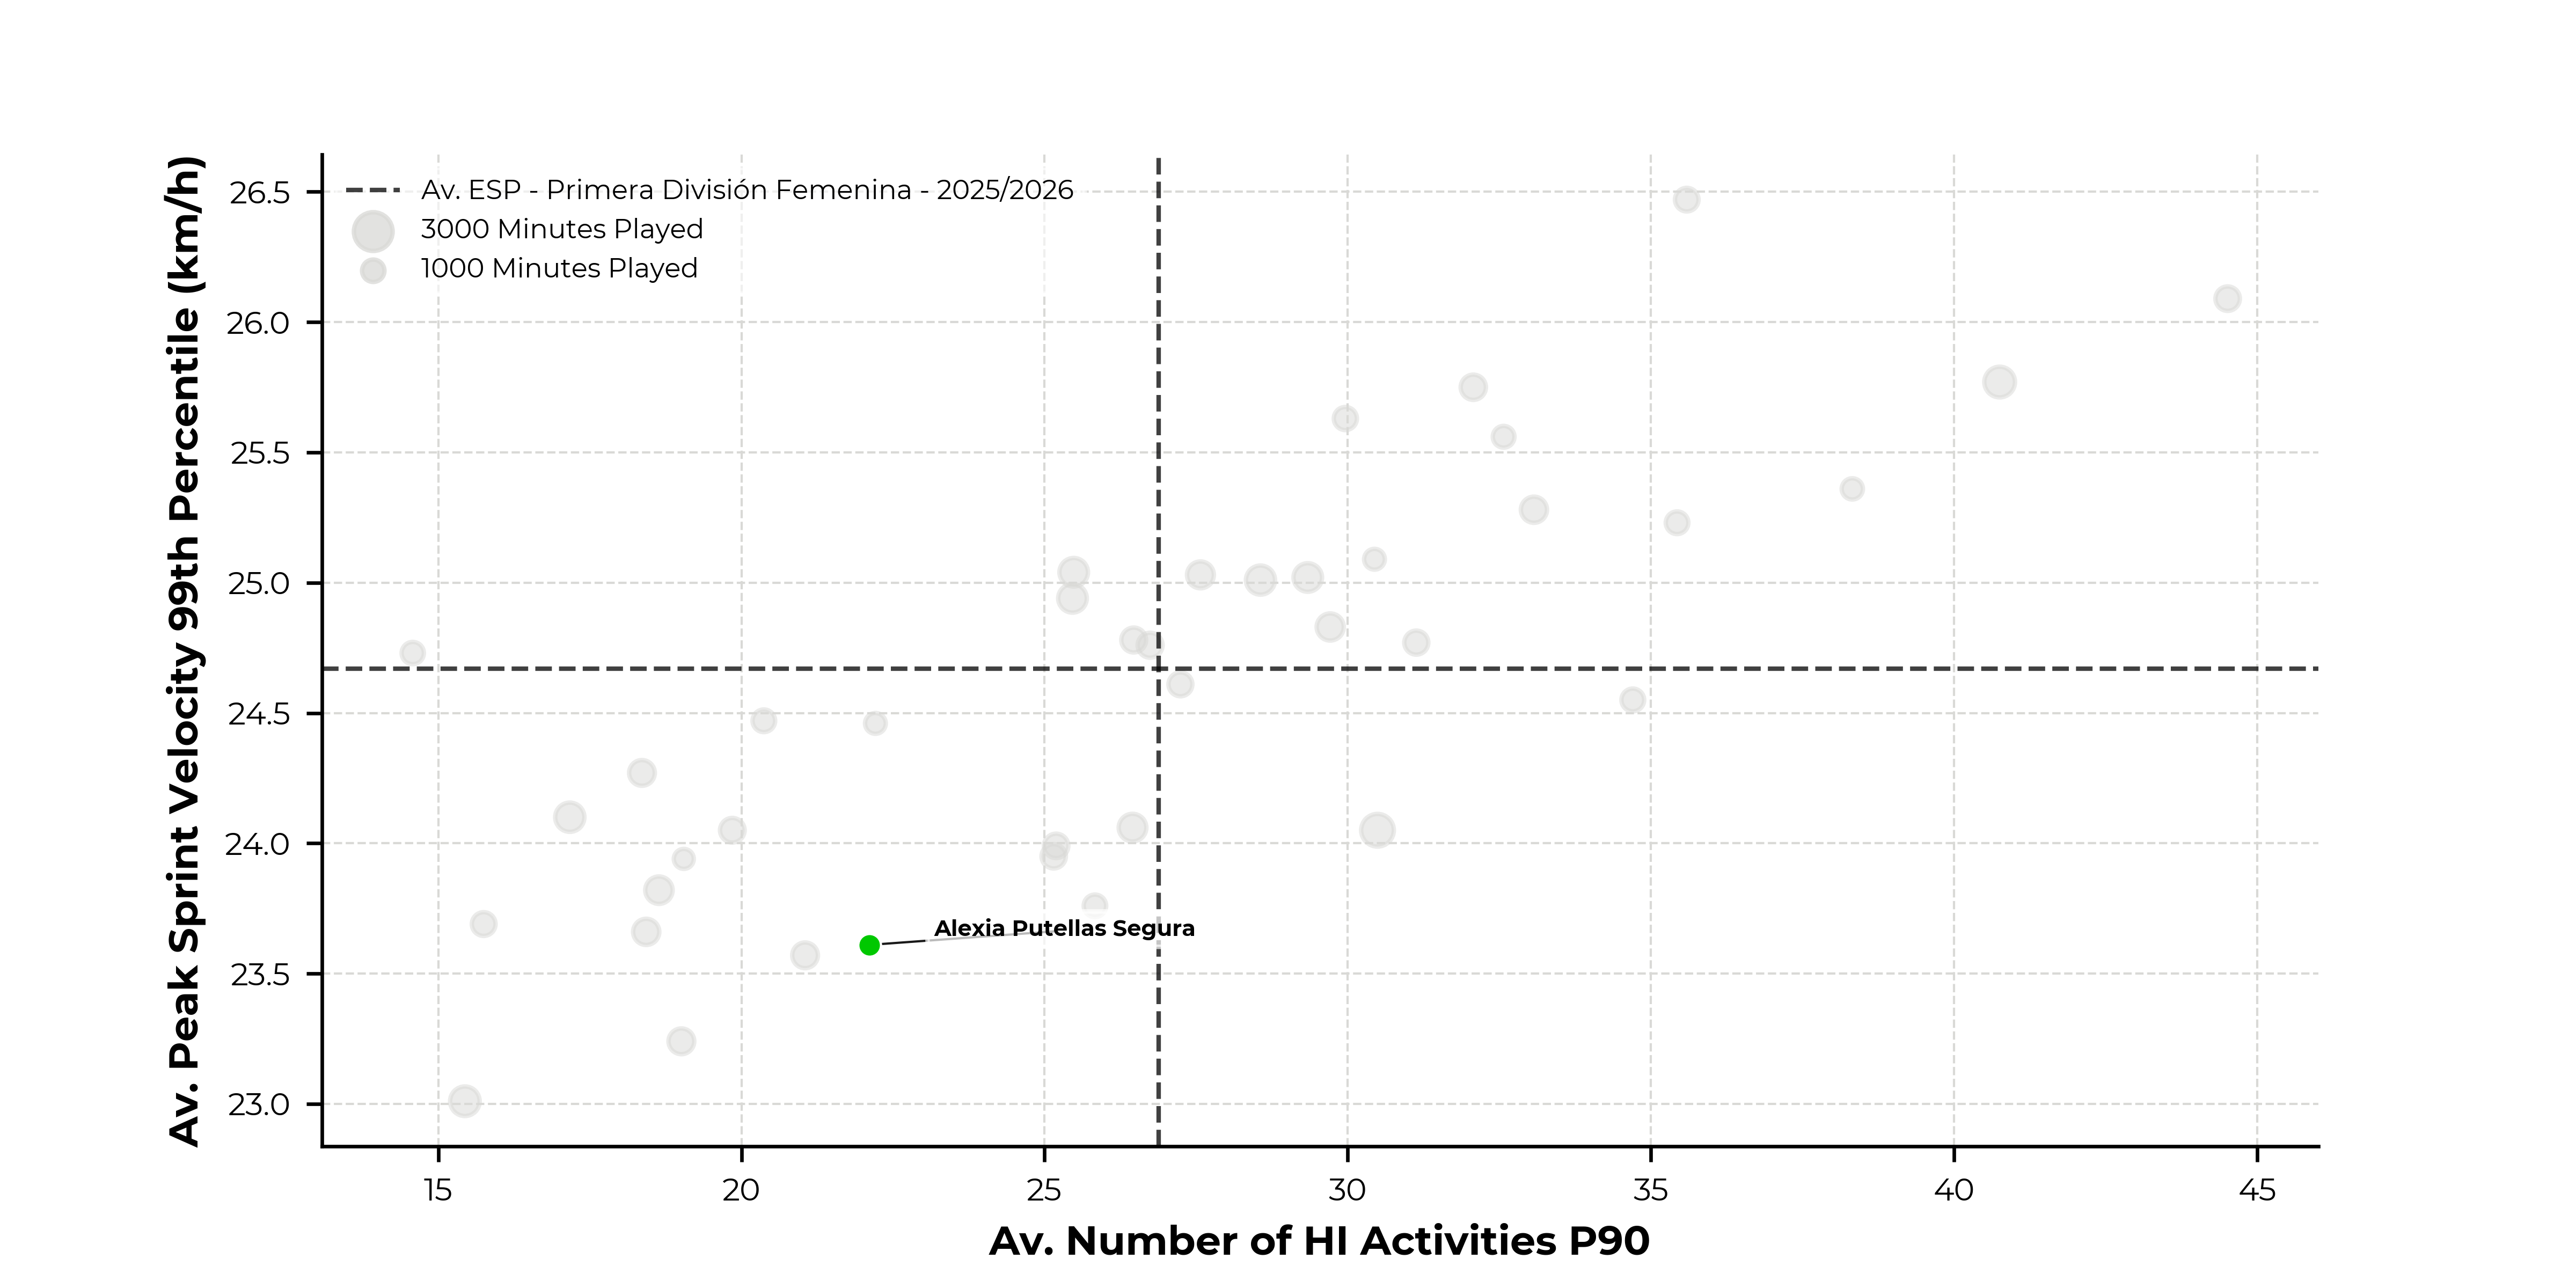 Av. ESP - Primera División Femenina - 2025/2026
3000 Minutes Played
1000 Minutes Played
Av. Peak Sprint Velocity 99th Percentile (km/h)
26.5
26.0
25.5
25.0
24.5
24.0
23.5
23.0
Alexia Putellas Segura
15 20 25 30 35 40 45
Av. Number of HI Activities P90